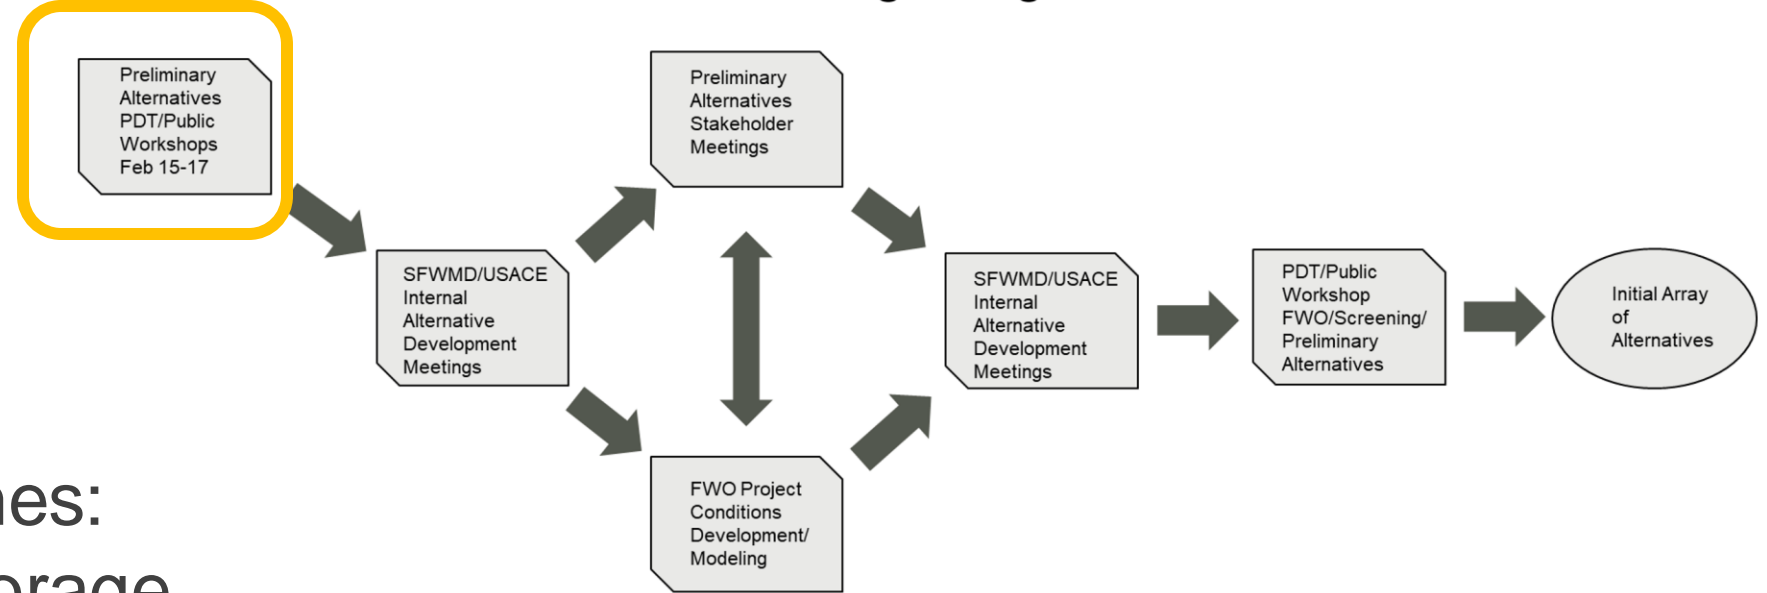 Preliminary
Alternatives
PDT/Public
Workshops
Feb 15-17
SFWMD/USACE
Internal
Alternative
Development
Meetings
Preliminary
Alternatives
Stakeholder
Meetings
FWO Project
Conditions
Development/
Modeling
SFWMD/USACE
Internal
Alternative
Development
Meetings
PDT/Public
Workshop
FWO/Screening/
Preliminary
Alternatives
Initial Array
of
Alternatives